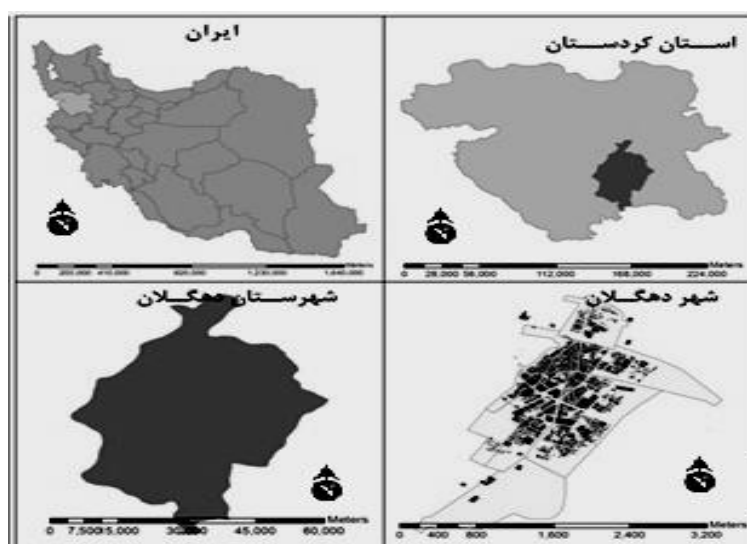 ایران
Meters
0 205,000 410,000 820,000 1,230,000 1,640,000
استان کردستان
Meters
0 28,000 56,000 112,000 168,000 224,000
شهرستان دهگلان
Meters
0 7,500 15,000 30,000 45,000 60,000
شهر دهگلان
Meters
0 400 800 1,600 2,400 3,200